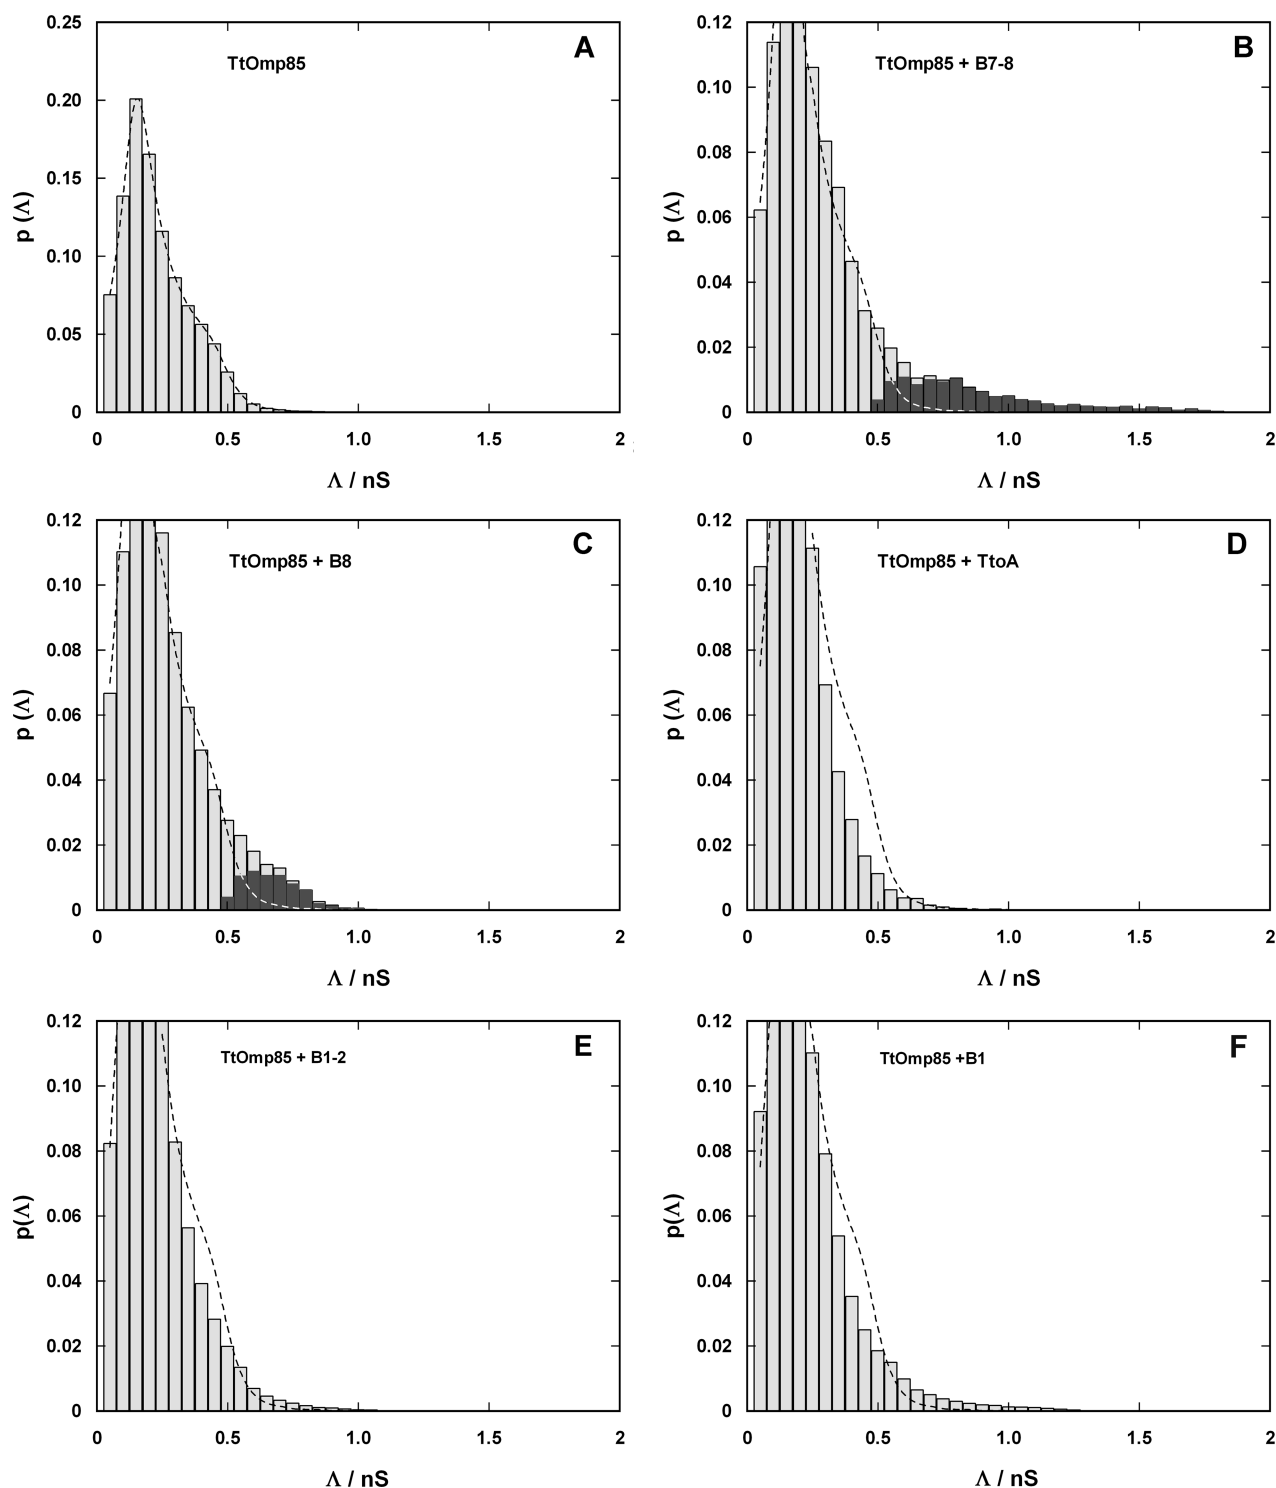 A
TtOmp85
0.25
0.20
0.15
0.10
0.05
0
p (Λ)
0 0.5 1.0 1.5 2
Λ / nS
B
TtOmp85 + B7-8
0.12
0.10
0.08
0.06
0.04
0.02
0
p (Λ)
0 0.5 1.0 1.5 2
Λ / nS
C
TtOmp85 + B8
0.12
0.10
0.08
0.06
0.04
0.02
0
p (Λ)
0 0.5 1.0 1.5 2
Λ / nS
D
TtOmp85 + TtoA
0.12
0.10
0.08
0.06
0.04
0.02
0
p (Λ)
0 0.5 1.0 1.5 2
Λ / nS
E
TtOmp85 + B1-2
0.12
0.10
0.08
0.06
0.04
0.02
0
p(Λ)
0 0.5 1.0 1.5 2
Λ / nS
F
TtOmp85 +B1
0.12
0.10
0.08
0.06
0.04
0.02
0
p(Λ)
0 0.5 1.0 1.5 2
Λ / nS